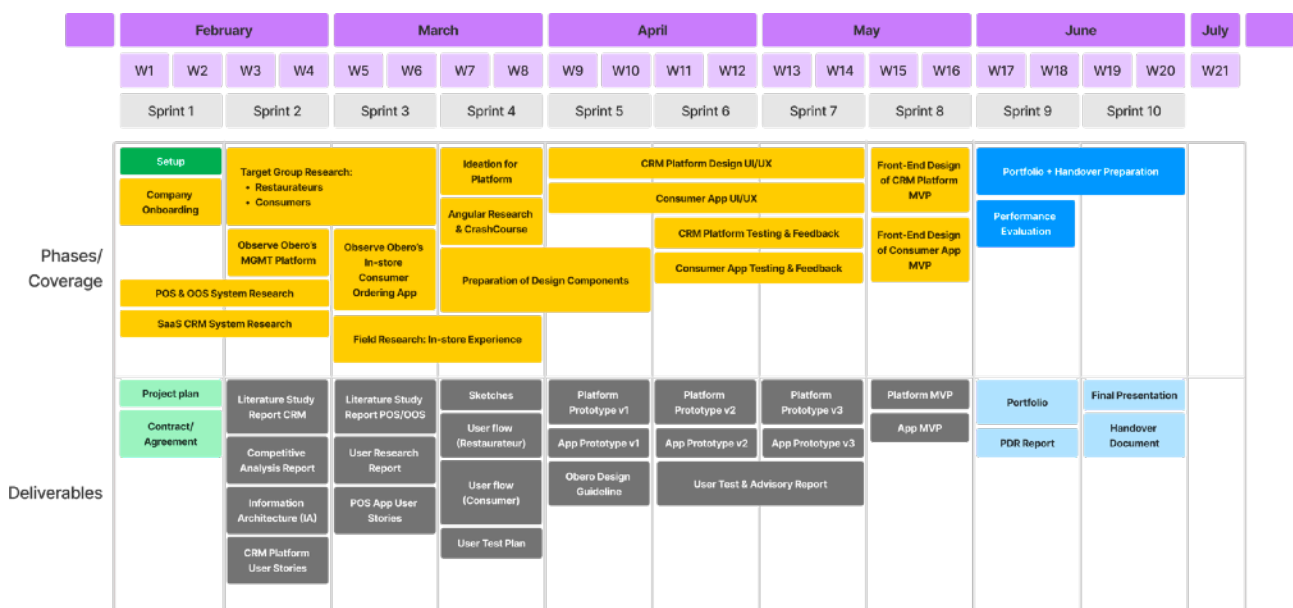 February March April May June July
W1 W2 W3 W4 W5 W6 W7 W8 W9 W10 W11 W12 W13 W14 W15 W16 W17 W18 W19 W20 W21
Sprint 1 Sprint 2 Sprint 3 Sprint 4 Sprint 5 Sprint 6 Sprint 7 Sprint 8 Sprint 9 Sprint 10
Phases/
Coverage
Setup
Company
Onboarding
POS & OOS System Research
SaaS CRM System Research
Target Group Research:
• Restaurateurs
• Consumers
Observe Obero's
MGMT Platform
Observe Obero's
In-store
Consumer
Ordering App
Field Research: In-store Experience
Ideation for
Platform
Angular Research
& CrashCourse
Preparation of Design Components
CRM Platform Design UI/UX
Consumer App UI/UX
CRM Platform Testing & Feedback
Consumer App Testing & Feedback
Front-End Design
of CRM Platform
MVP
Front-End Design
of Consumer App
MVP
Portfolio + Handover Preparation
Performance
Evaluation
Deliverables
Project plan
Contract/
Agreement
Literature Study
Report CRM
Competitive
Analysis Report
Information
Architecture (IA)
CRM Platform
User Stories
Literature Study
Report POS/OOS
User Research
Report
POS App User
Stories
Sketches
User flow
(Restaurateur)
User flow
(Consumer)
User Test Plan
Platform
Prototype v1
App Prototype v1
Obero Design
Guideline
Platform
Prototype v2
App Prototype v2
Platform
Prototype v3
App Prototype v3
User Test & Advisory Report
Platform MVP
App MVP
Portfolio
PDR Report
Final Presentation
Handover
Document